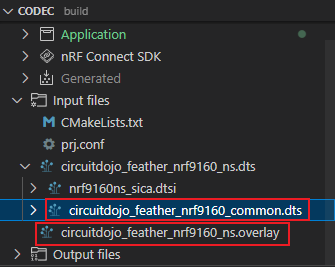 CODEC build
Application
nRF Connect SDK
Generated
Input files
CMakeLists.txt
prj.conf
circuitdojo_feather_nrf9160_ns.dts
nrf9160ns_sica.dtsi
circuitdojo_feather_nrf9160_common.dts
circuitdojo_feather_nrf9160_ns.overlay
Output files